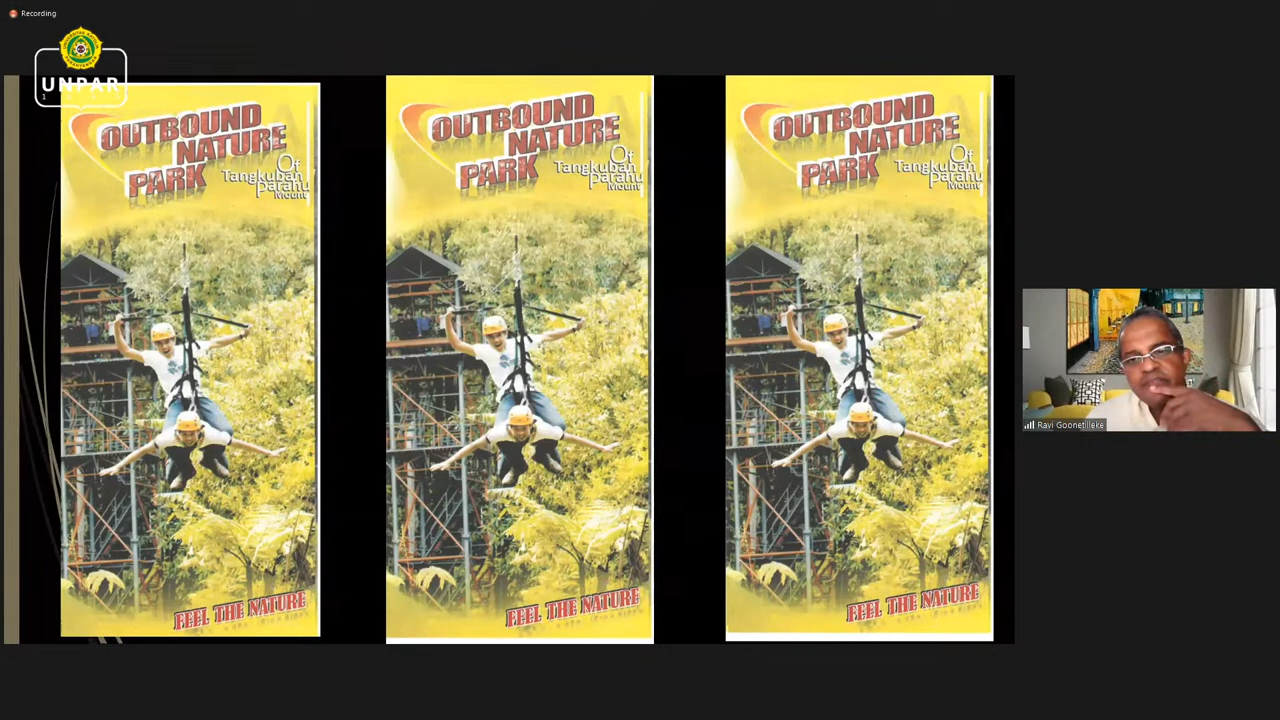 Recording
UNPAR
1
OUTBOUND
NATURE
PARK
Of
Tangkuban
parahu
Mount
FEEL THE NATURE
OUTBOUND
NATURE
PARK
Of
Tangkuban
parahu
Mount
FEEL THE NATURE
OUTBOUND
NATURE
PARK
Of
Tangkuban
parahu
Mount
FEEL THE NATURE
Ravi Goonetilleke